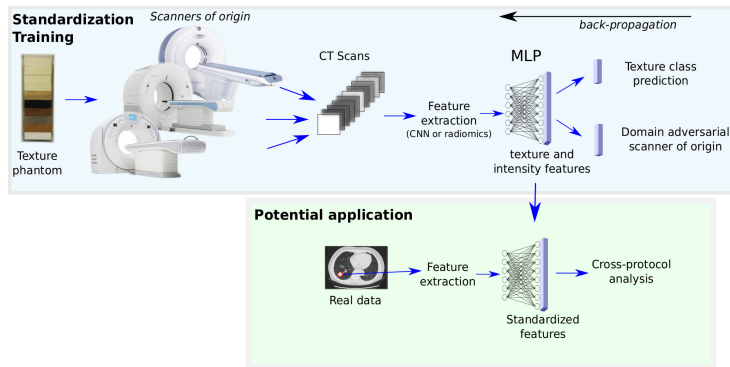 Standardization
Training
Scanners of origin
back-propagation
CT Scans
MLP
Texture class
prediction
Feature
extraction
(CNN or radiomics)
Domain adversarial
scanner of origin
Texture
phantom
texture and
intensity features
Potential application
Feature
extraction
Cross-protocol
analysis
Real data
Standardized
features